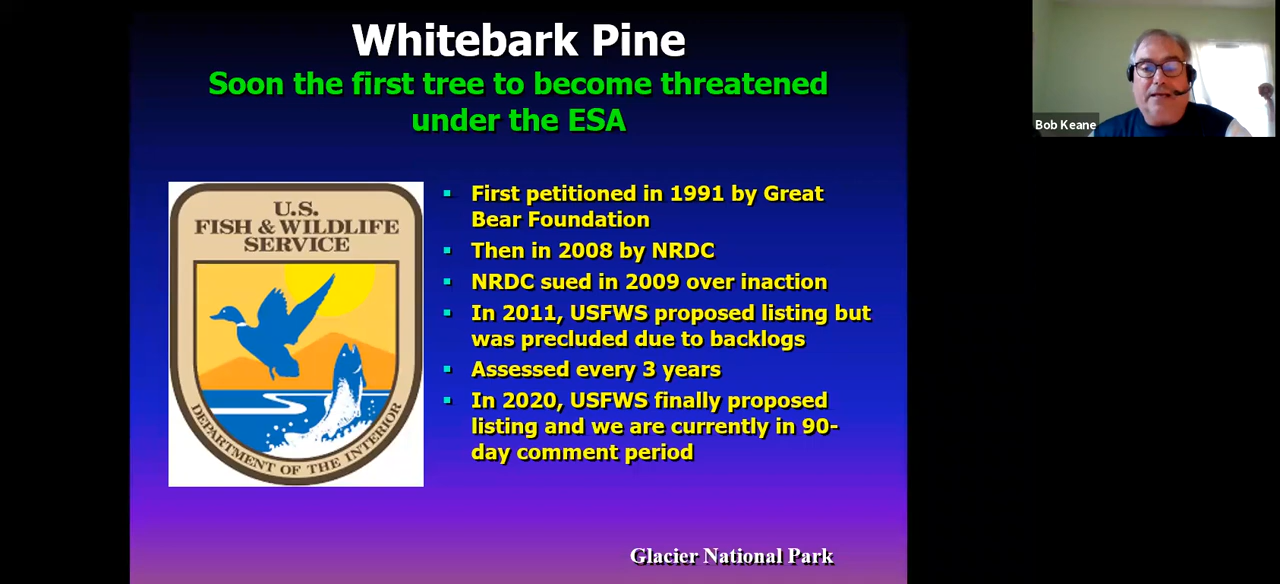 Whitebark Pine
Soon the first tree to become threatened
under the ESA
U.S.
FISH & WILDLIFE
SERVICE
DEPARTMENT OF THE INTERIOR
▪ First petitioned in 1991 by Great
Bear Foundation
▪ Then in 2008 by NRDC
▪ NRDC sued in 2009 over inaction
▪ In 2011, USFWS proposed listing but
was precluded due to backlogs
▪ Assessed every 3 years
▪ In 2020, USFWS finally proposed
listing and we are currently in 90-
day comment period
Glacier National Park
Bob Keane